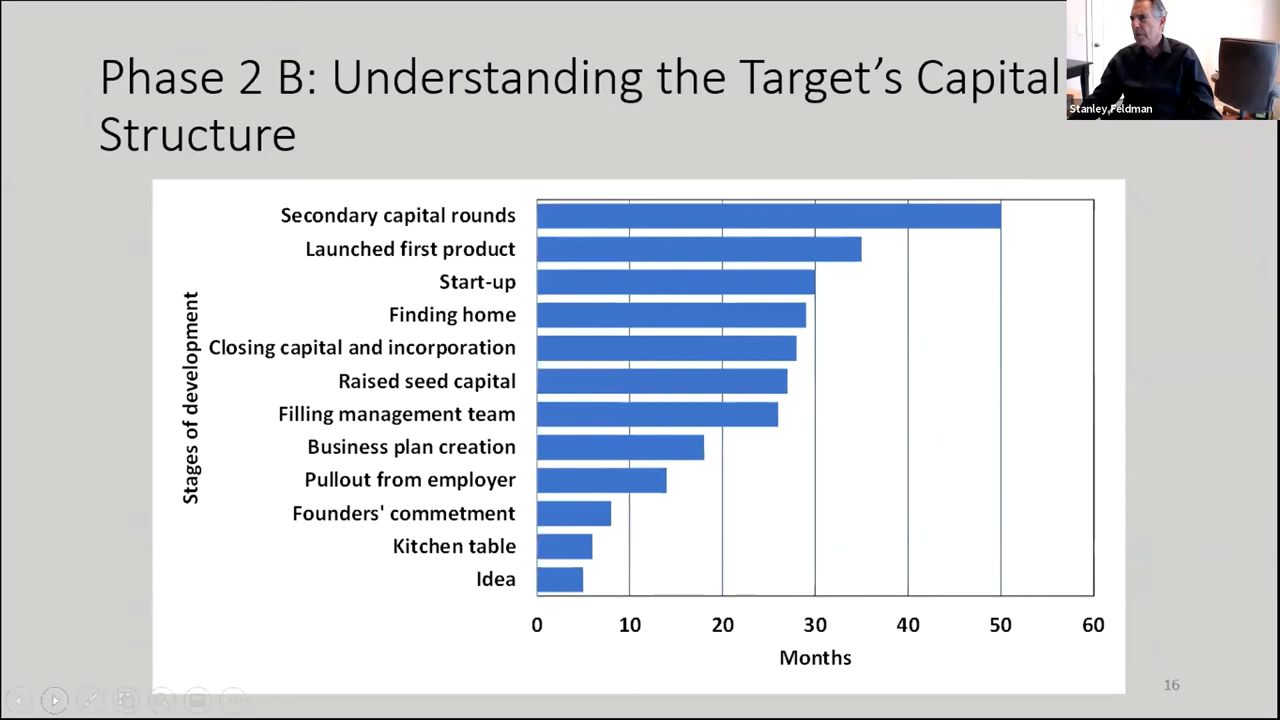 Phase 2 B: Understanding the Target's Capital
Structure
Stanley Feldman
Stages of development
Secondary capital rounds
Launched first product
Start-up
Finding home
Closing capital and incorporation
Raised seed capital
Filling management team
Business plan creation
Pullout from employer
Founders' commetment
Kitchen table
Idea
0 10 20 30 40 50 60
Months
16